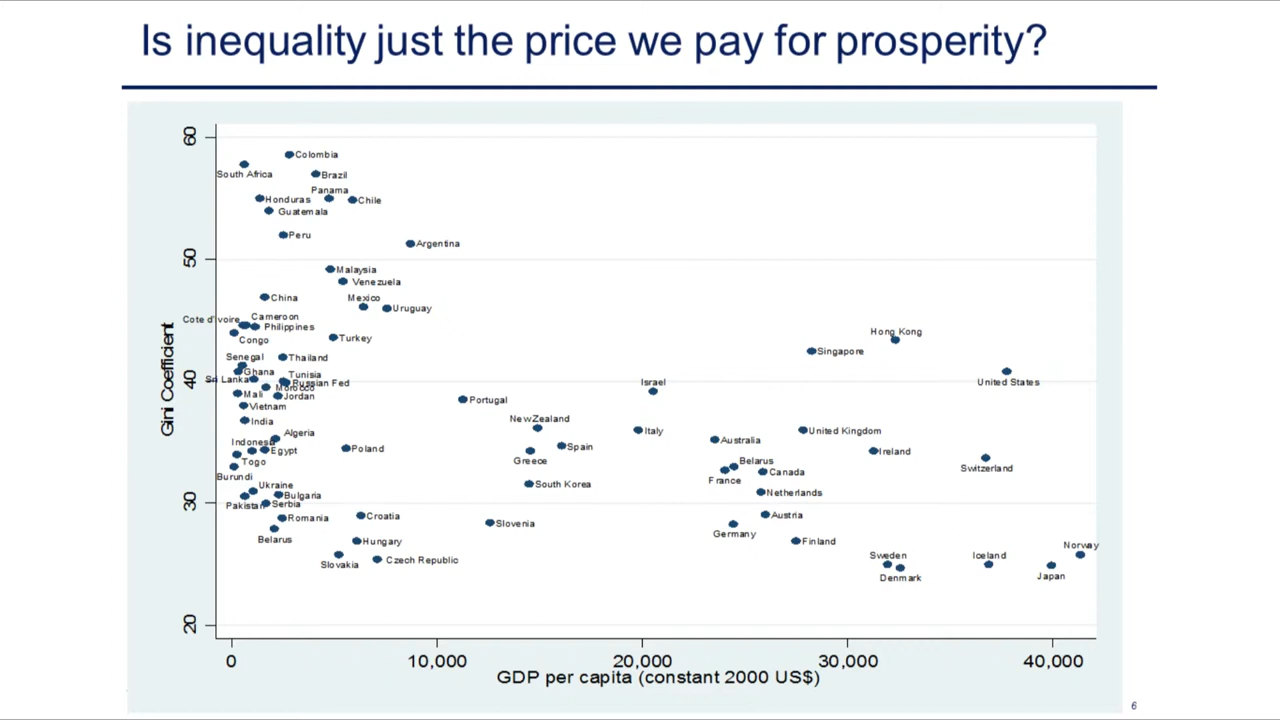 Is inequality just the price we pay for prosperity?
60
Colombia
South Africa
Brazil
Panama
Honduras
Chile
Guatemala
Peru
Argentina
50
Malaysia
Venezuela
China
Mexico
Uruguay
Cote d'Ivoire
Cameroon
Philippines
Congo
Turkey
Hong Kong
Singapore
Senegal
Thailand
Ghana
Tunisia
Sri Lanka
40
Russian Fed
Morocco
Israel
United States
Mali
Jordan
Portugal
Vietnam
India
New Zealand
Italy
United Kingdom
Algeria
Australia
Indonesia
Egypt
Poland
Spain
Ireland
Togo
Greece
Belarus
Switzerland
Burundi
France
Canada
Ukraine
South Korea
Netherlands
Bulgaria
Pakistan
Serbia
30
Romania
Croatia
Slovenia
Austria
Belarus
Hungary
Germany
Finland
Norway
Slovakia
Czech Republic
Sweden
Iceland
Denmark
Japan
20
Gini Coefficient
0 10,000 20,000 30,000 40,000
GDP per capita (constant 2000 US$)
6